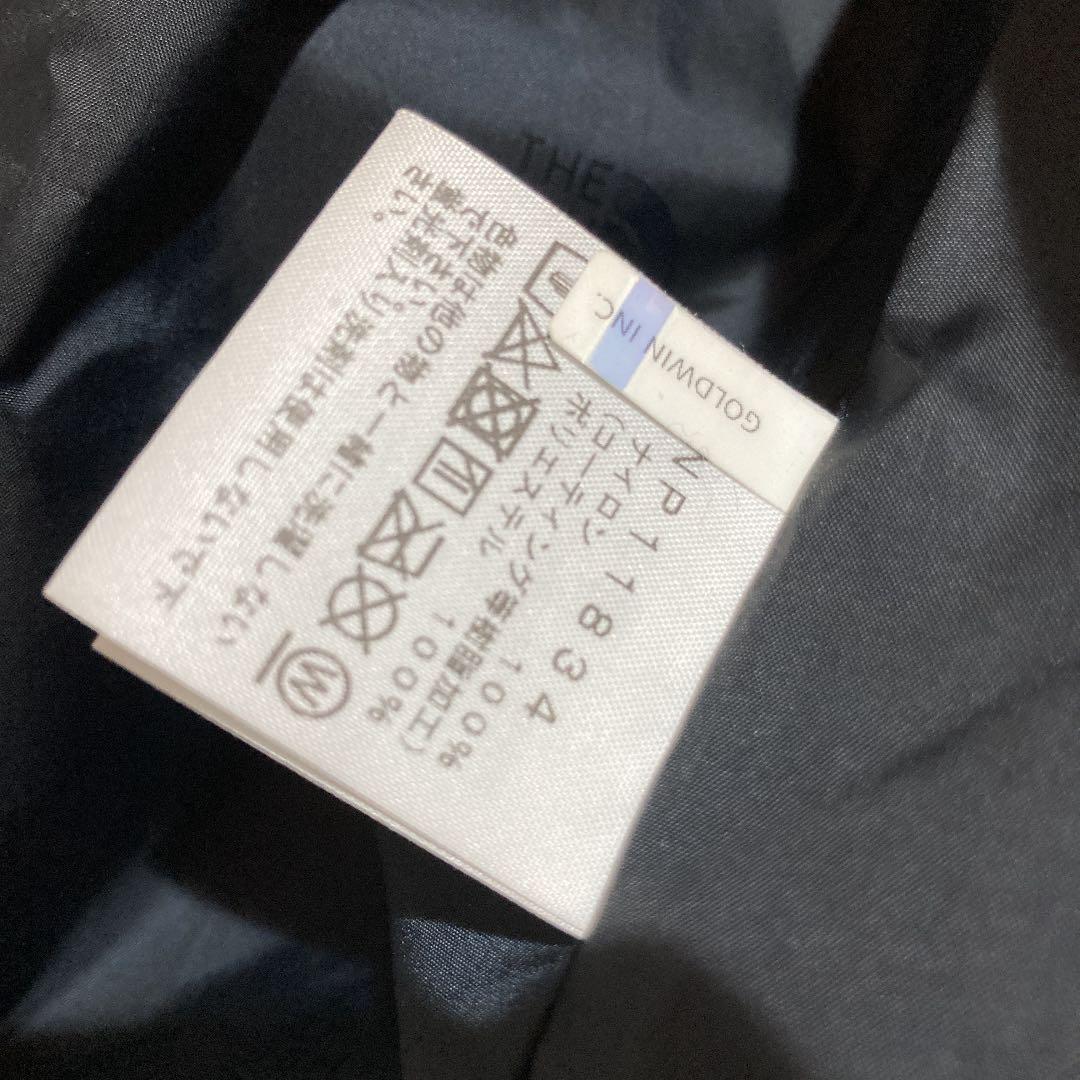 THE
GOLDWIN INC.
NP11834
ナイロン 100%
(コーティング等樹脂加工)
ポリエステル 100%
W
色物は他の物と一緒に洗濯しない
で下さい。
光剤入り洗剤は使用しないで下
さい。